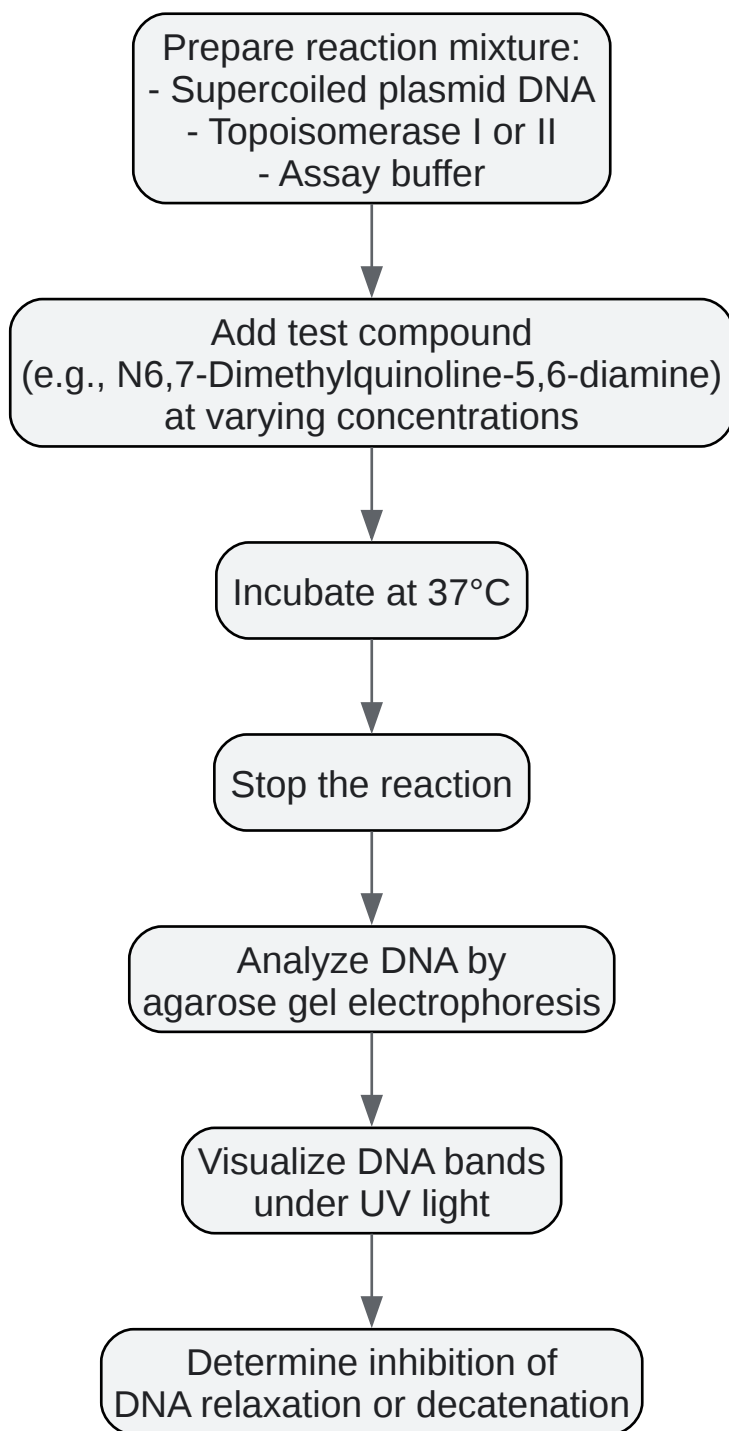 Prepare reaction mixture:
- Supercoiled plasmid DNA
- Topoisomerase I or II
- Assay buffer
Add test compound
(e.g., N6,7-Dimethylquinoline-5,6-diamine)
at varying concentrations
Incubate at 37°C
Stop the reaction
Analyze DNA by
agarose gel electrophoresis
Visualize DNA bands
under UV light
Determine inhibition of
DNA relaxation or decatenation